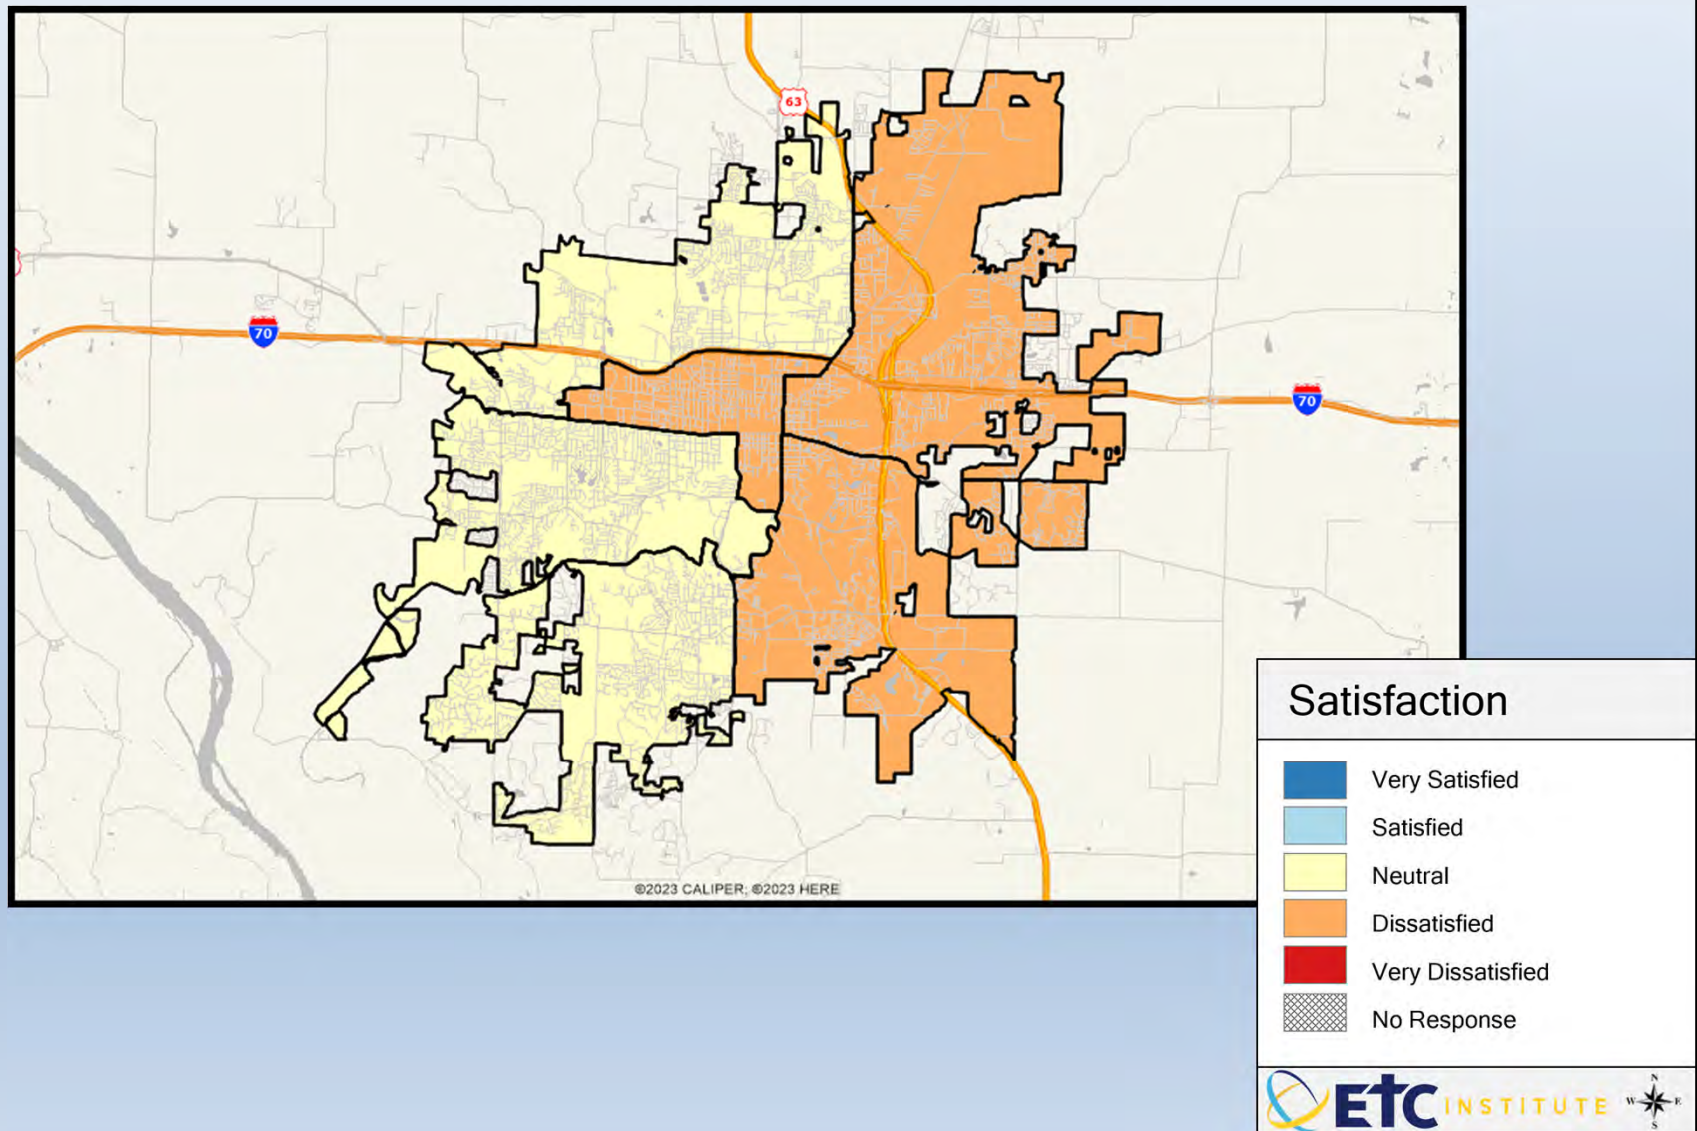 63
70
70
©2023 CALIPER; ©2023 HERE
Satisfaction
Very Satisfied
Satisfied
Neutral
Dissatisfied
Very Dissatisfied
No Response
ETC INSTITUTE
N
W E
S